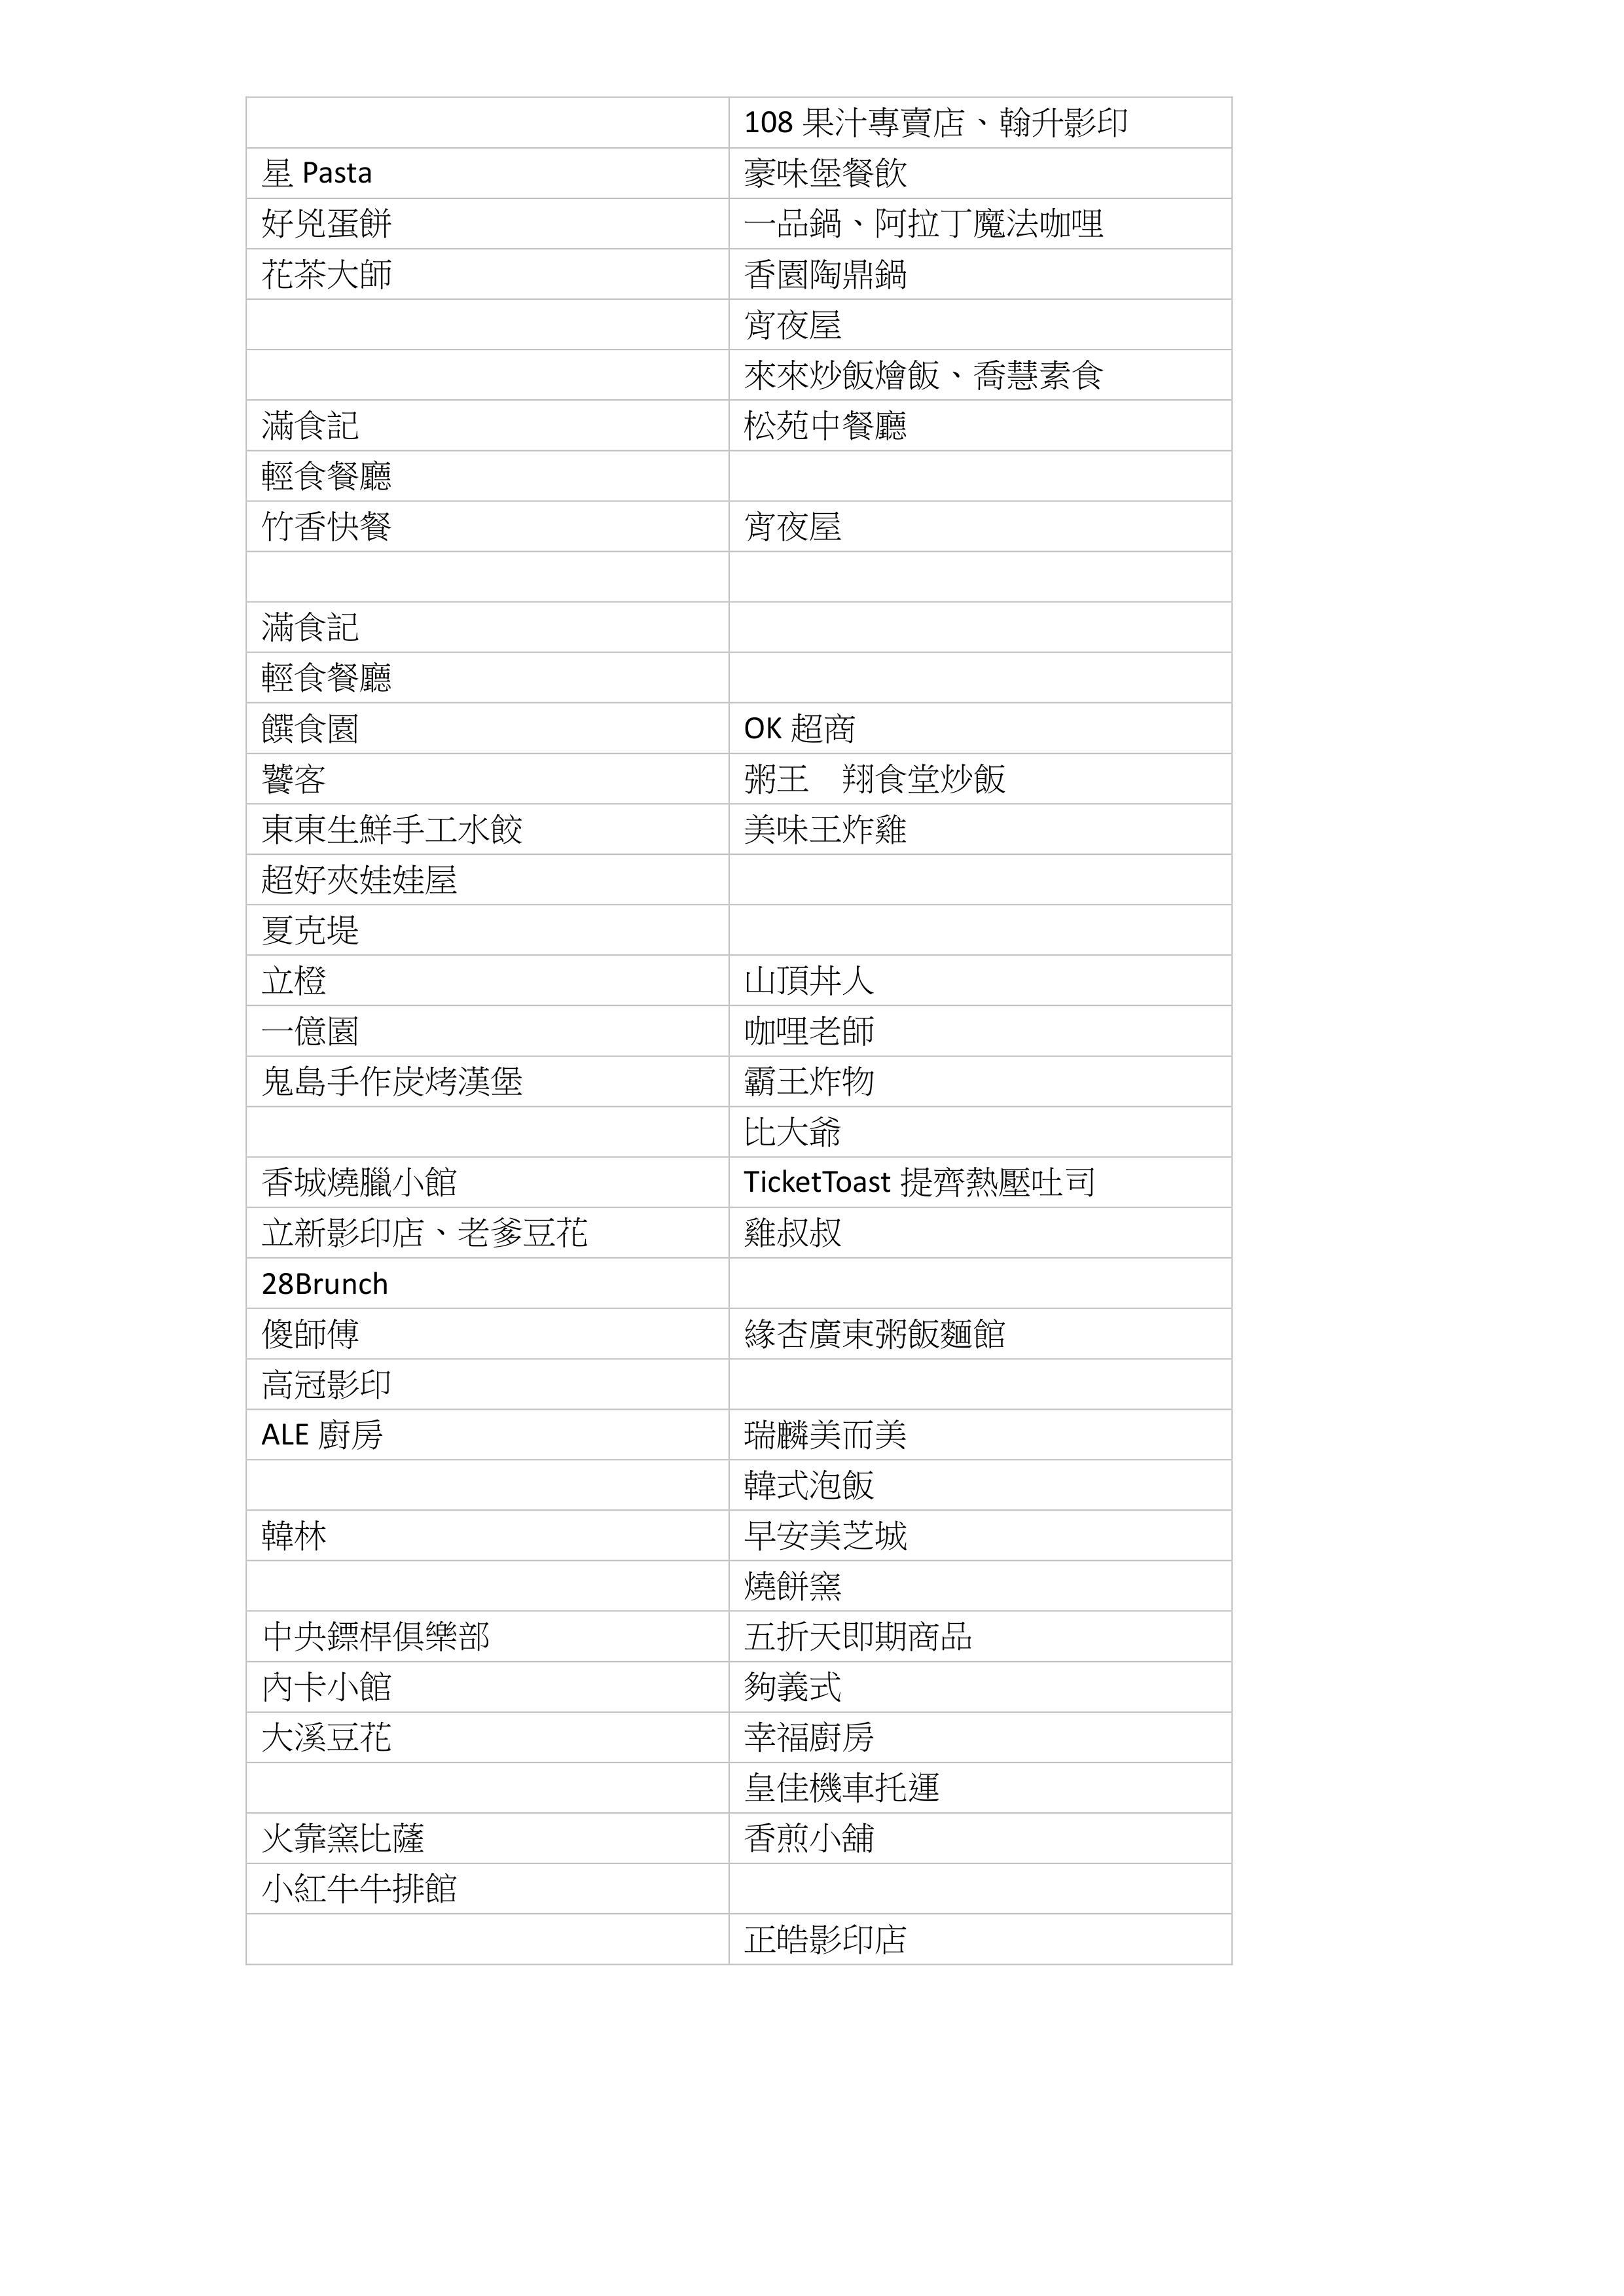 108 果汁專賣店、翰升影印
星 Pasta 豪味堡餐飲
好兇蛋餅 一品鍋、阿拉丁魔法咖哩
花茶大師 香園陶鼎鍋
宵夜屋
來來炒飯燴飯、喬慧素食
滿食記 松苑中餐廳
輕食餐廳
竹香快餐 宵夜屋
滿食記
輕食餐廳
饌食園 OK 超商
饕客 粥王　翔食堂炒飯
東東生鮮手工水餃 美味王炸雞
超好夾娃娃屋
夏克堤
立橙 山頂丼人
一億園 咖哩老師
鬼島手作炭烤漢堡 霸王炸物
比大爺
香城燒臘小館 TicketToast 提齊熱壓吐司
立新影印店、老爹豆花 雞叔叔
28Brunch
傻師傅 緣杏廣東粥飯麵館
高冠影印
ALE 廚房 瑞麟美而美
韓式泡飯
韓林 早安美芝城
燒餅窯
中央鏢桿俱樂部 五折天即期商品
內卡小館 夠義式
大溪豆花 幸福廚房
皇佳機車托運
火靠窯比薩 香煎小舖
小紅牛牛排館
正皓影印店